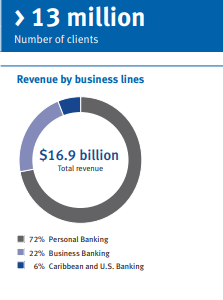 > 13 million
Number of clients
Revenue by business lines
$16.9 billion
Total revenue
72% Personal Banking
22% Business Banking
6% Caribbean and U.S. Banking